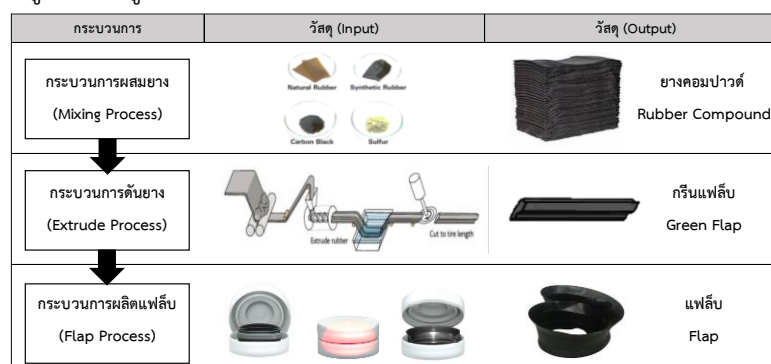 กระบวนการ วัสดุ (Input) วัสดุ (Output)
กระบวนการผสมยาง
(Mixing Process)
Natural Rubber Synthetic Rubber
Carbon Black Sulfur
ยางคอมปาวด์
Rubber Compound
กระบวนการดันยาง
(Extrude Process)
Extrude rubber Cut to tire length
กรีนแฟล็บ
Green Flap
กระบวนการผลิตแฟล็บ
(Flap Process)
แฟล็บ
Flap